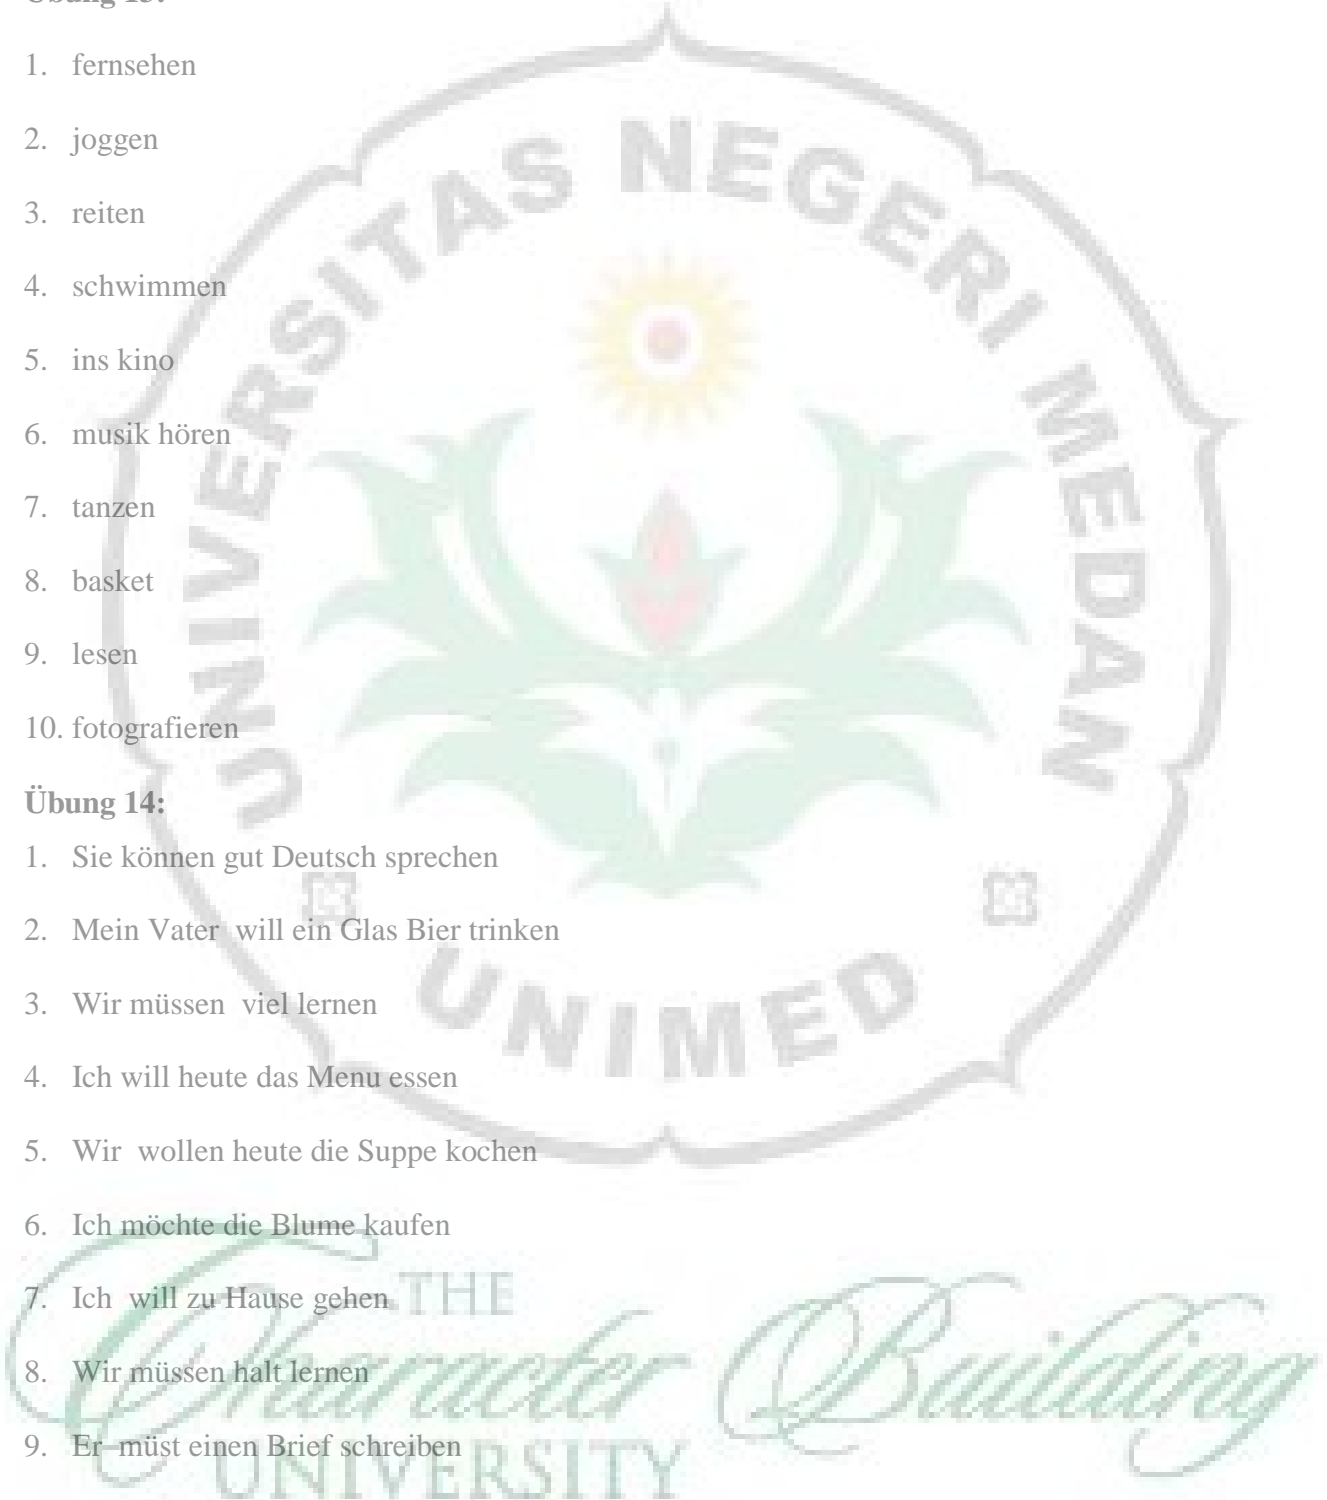 Übung 13:
1. fernsehen
2. joggen
3. reiten
4. schwimmen
5. ins kino
6. musik hören
7. tanzen
8. basket
9. lesen
10. fotografieren
Übung 14:
1. Sie können gut Deutsch sprechen
2. Mein Vater will ein Glas Bier trinken
3. Wir müssen viel lernen
4. Ich will heute das Menu essen
5. Wir wollen heute die Suppe kochen
6. Ich möchte die Blume kaufen
7. Ich will zu Hause gehen
8. Wir müssen halt lernen
9. Er müst einen Brief schreiben
UNIVERSITAS NEGERI MEDAN
UNIMED
THE
Character Building
UNIVERSITY